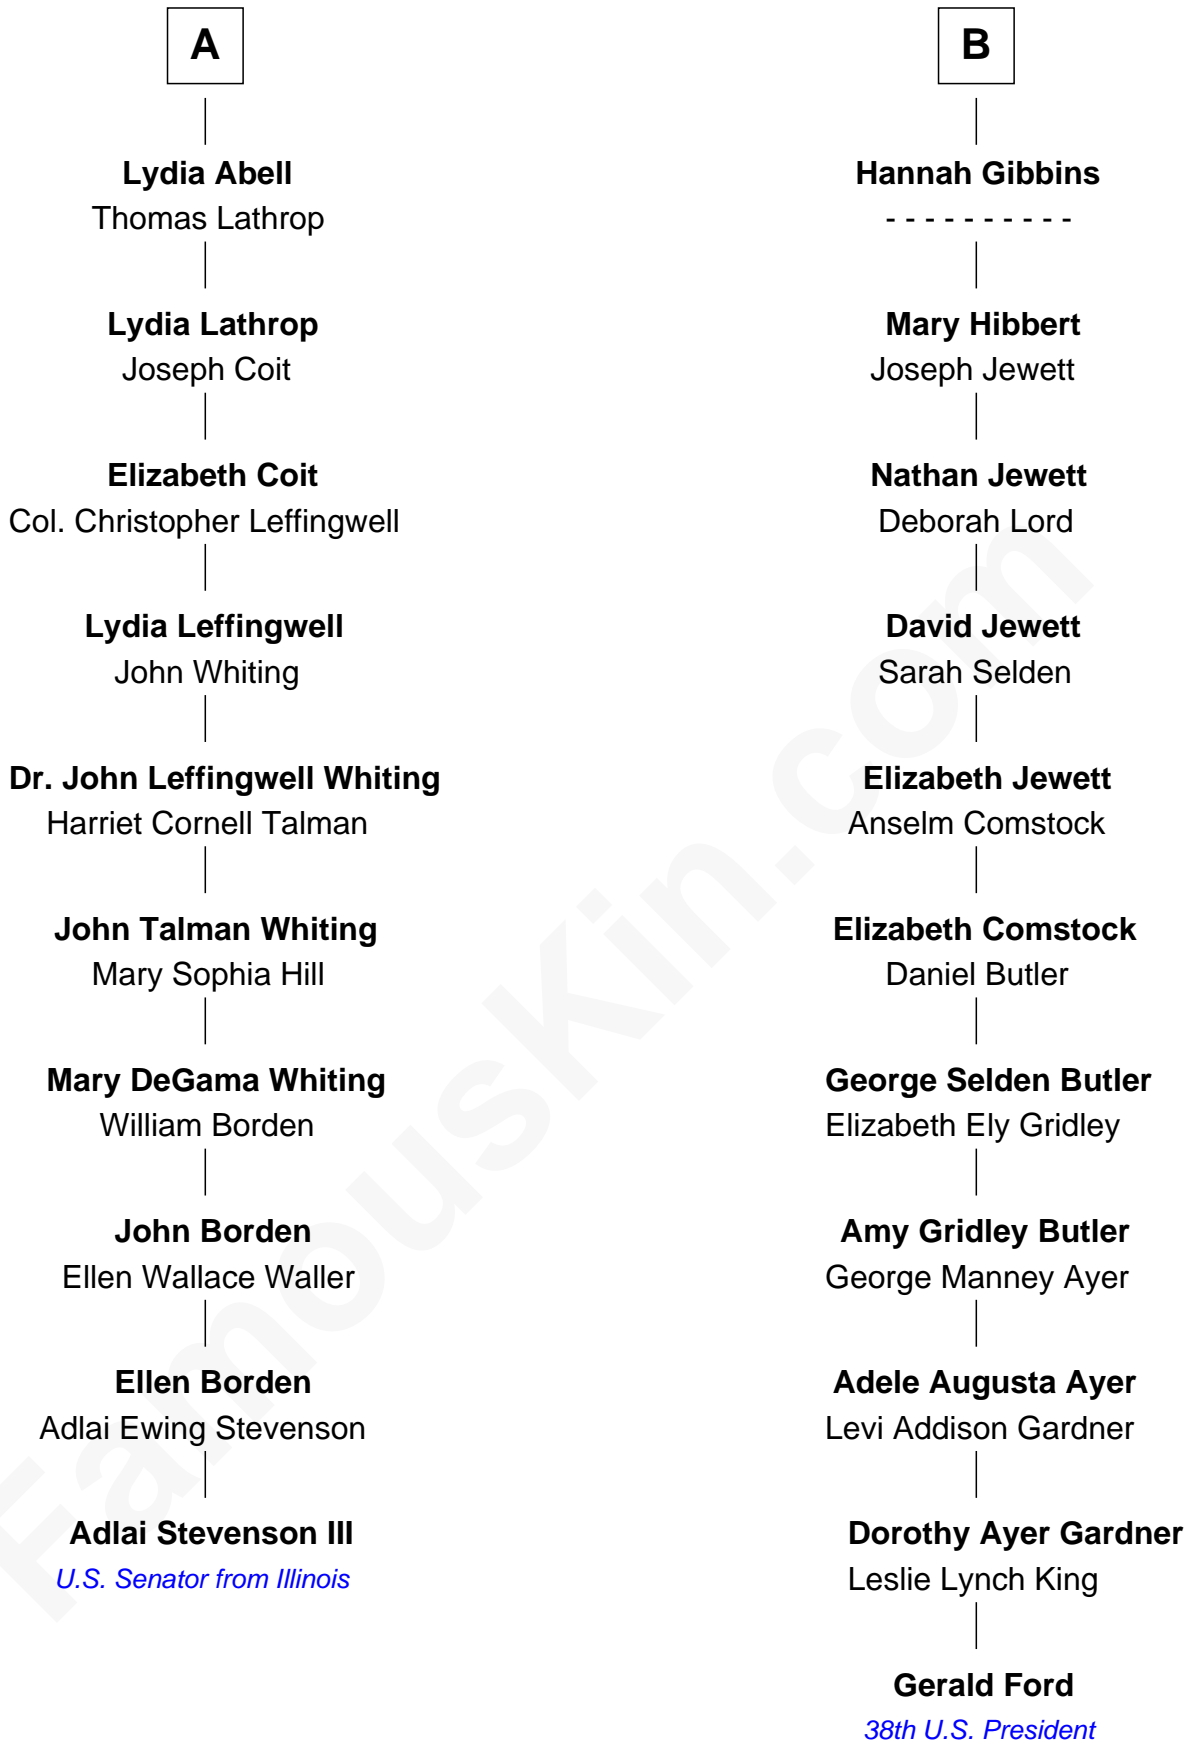 A
Lydia Abell
Thomas Lathrop
Lydia Lathrop
Joseph Coit
Elizabeth Coit
Col. Christopher Leffingwell
Lydia Leffingwell
John Whiting
Dr. John Leffingwell Whiting
Harriet Cornell Talman
John Talman Whiting
Mary Sophia Hill
Mary DeGama Whiting
William Borden
John Borden
Ellen Wallace Waller
Ellen Borden
Adlai Ewing Stevenson
Adlai Stevenson III
U.S. Senator from Illinois
B
Hannah Gibbins
- - - - - - - - - -
Mary Hibbert
Joseph Jewett
Nathan Jewett
Deborah Lord
David Jewett
Sarah Selden
Elizabeth Jewett
Anselm Comstock
Elizabeth Comstock
Daniel Butler
George Selden Butler
Elizabeth Ely Gridley
Amy Gridley Butler
George Manney Ayer
Adele Augusta Ayer
Levi Addison Gardner
Dorothy Ayer Gardner
Leslie Lynch King
Gerald Ford
38th U.S. President
FamousKin.com